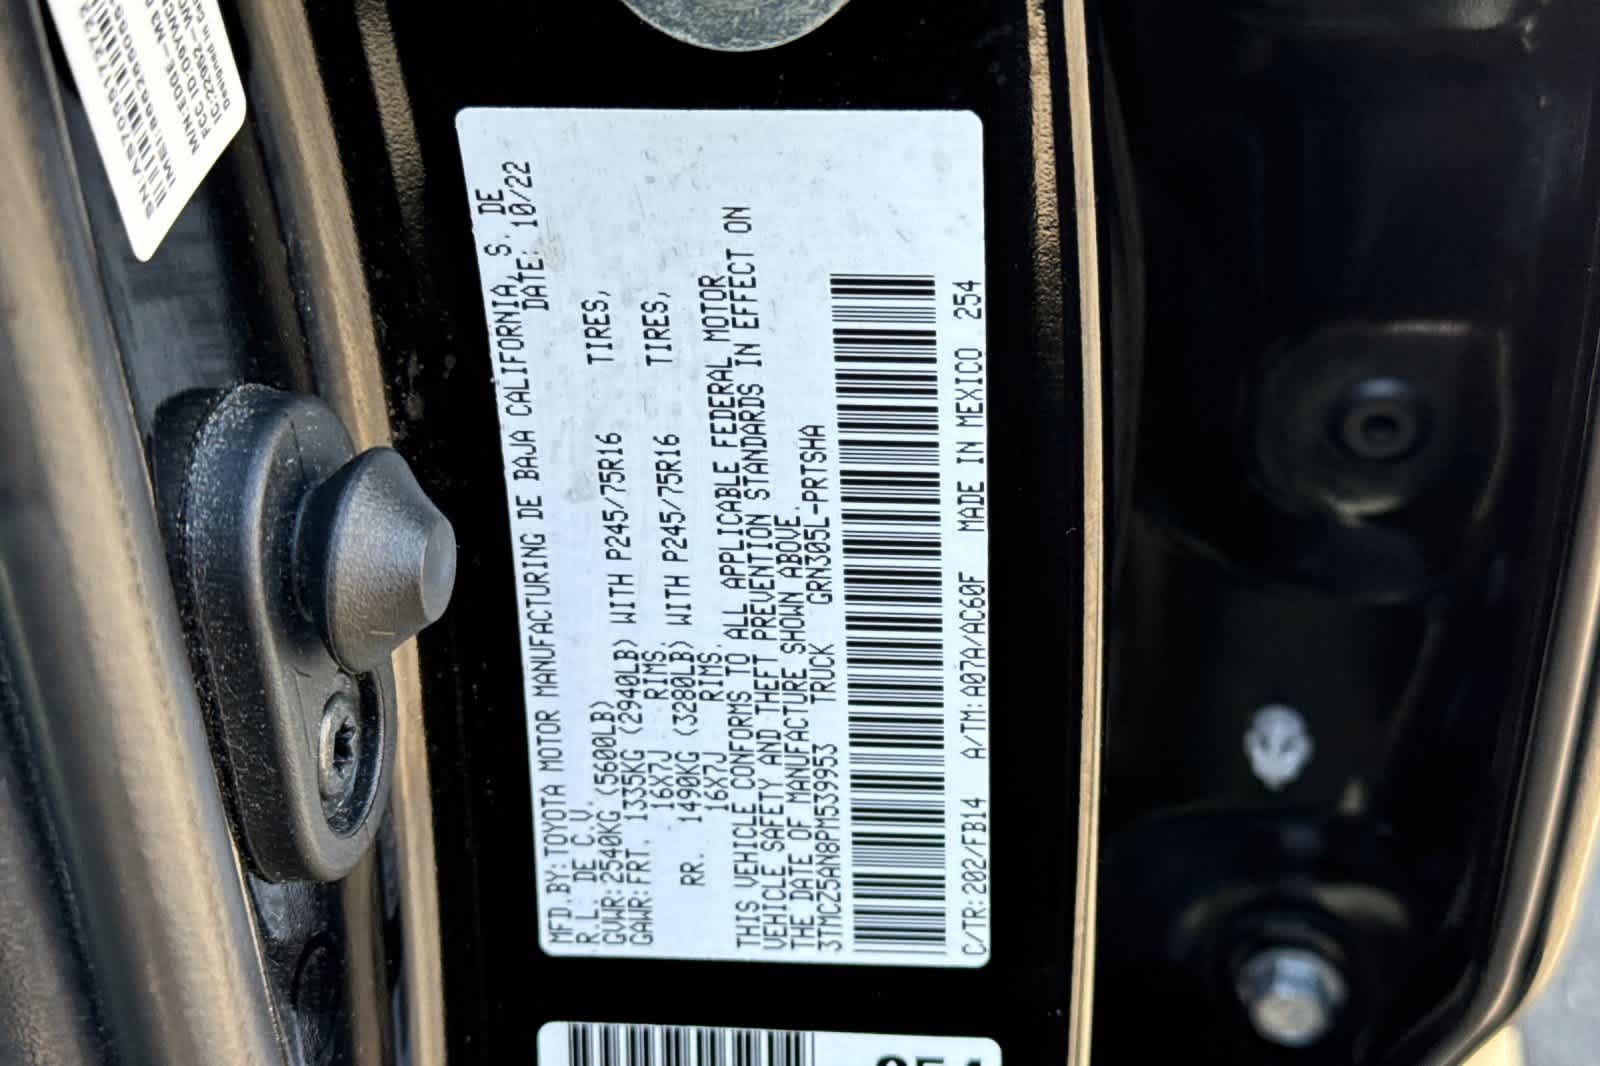 MFD.BY:TOYOTA MOTOR MANUFACTURING DE BAJA CALIFORNIA, S. DE
R.L. DE C.V. DATE: 10/22
GVWR:2540KG (5600LB)
GAWR:FRT. 1335KG (2940LB) WITH P245/75R16 TIRES,
16X7J RIMS.
RR. 1490KG (3280LB) WITH P245/75R16 TIRES,
16X7J RIMS.
THIS VEHICLE CONFORMS TO ALL APPLICABLE FEDERAL MOTOR
VEHICLE SAFETY AND THEFT PREVENTION STANDARDS IN EFFECT ON
THE DATE OF MANUFACTURE SHOWN ABOVE.
3TMCZ5AN8PM539953 TRUCK GRN305L-PRTSHA
C/TR:202/FB14 A/TM:A07A/AC60F MADE IN MEXICO 254